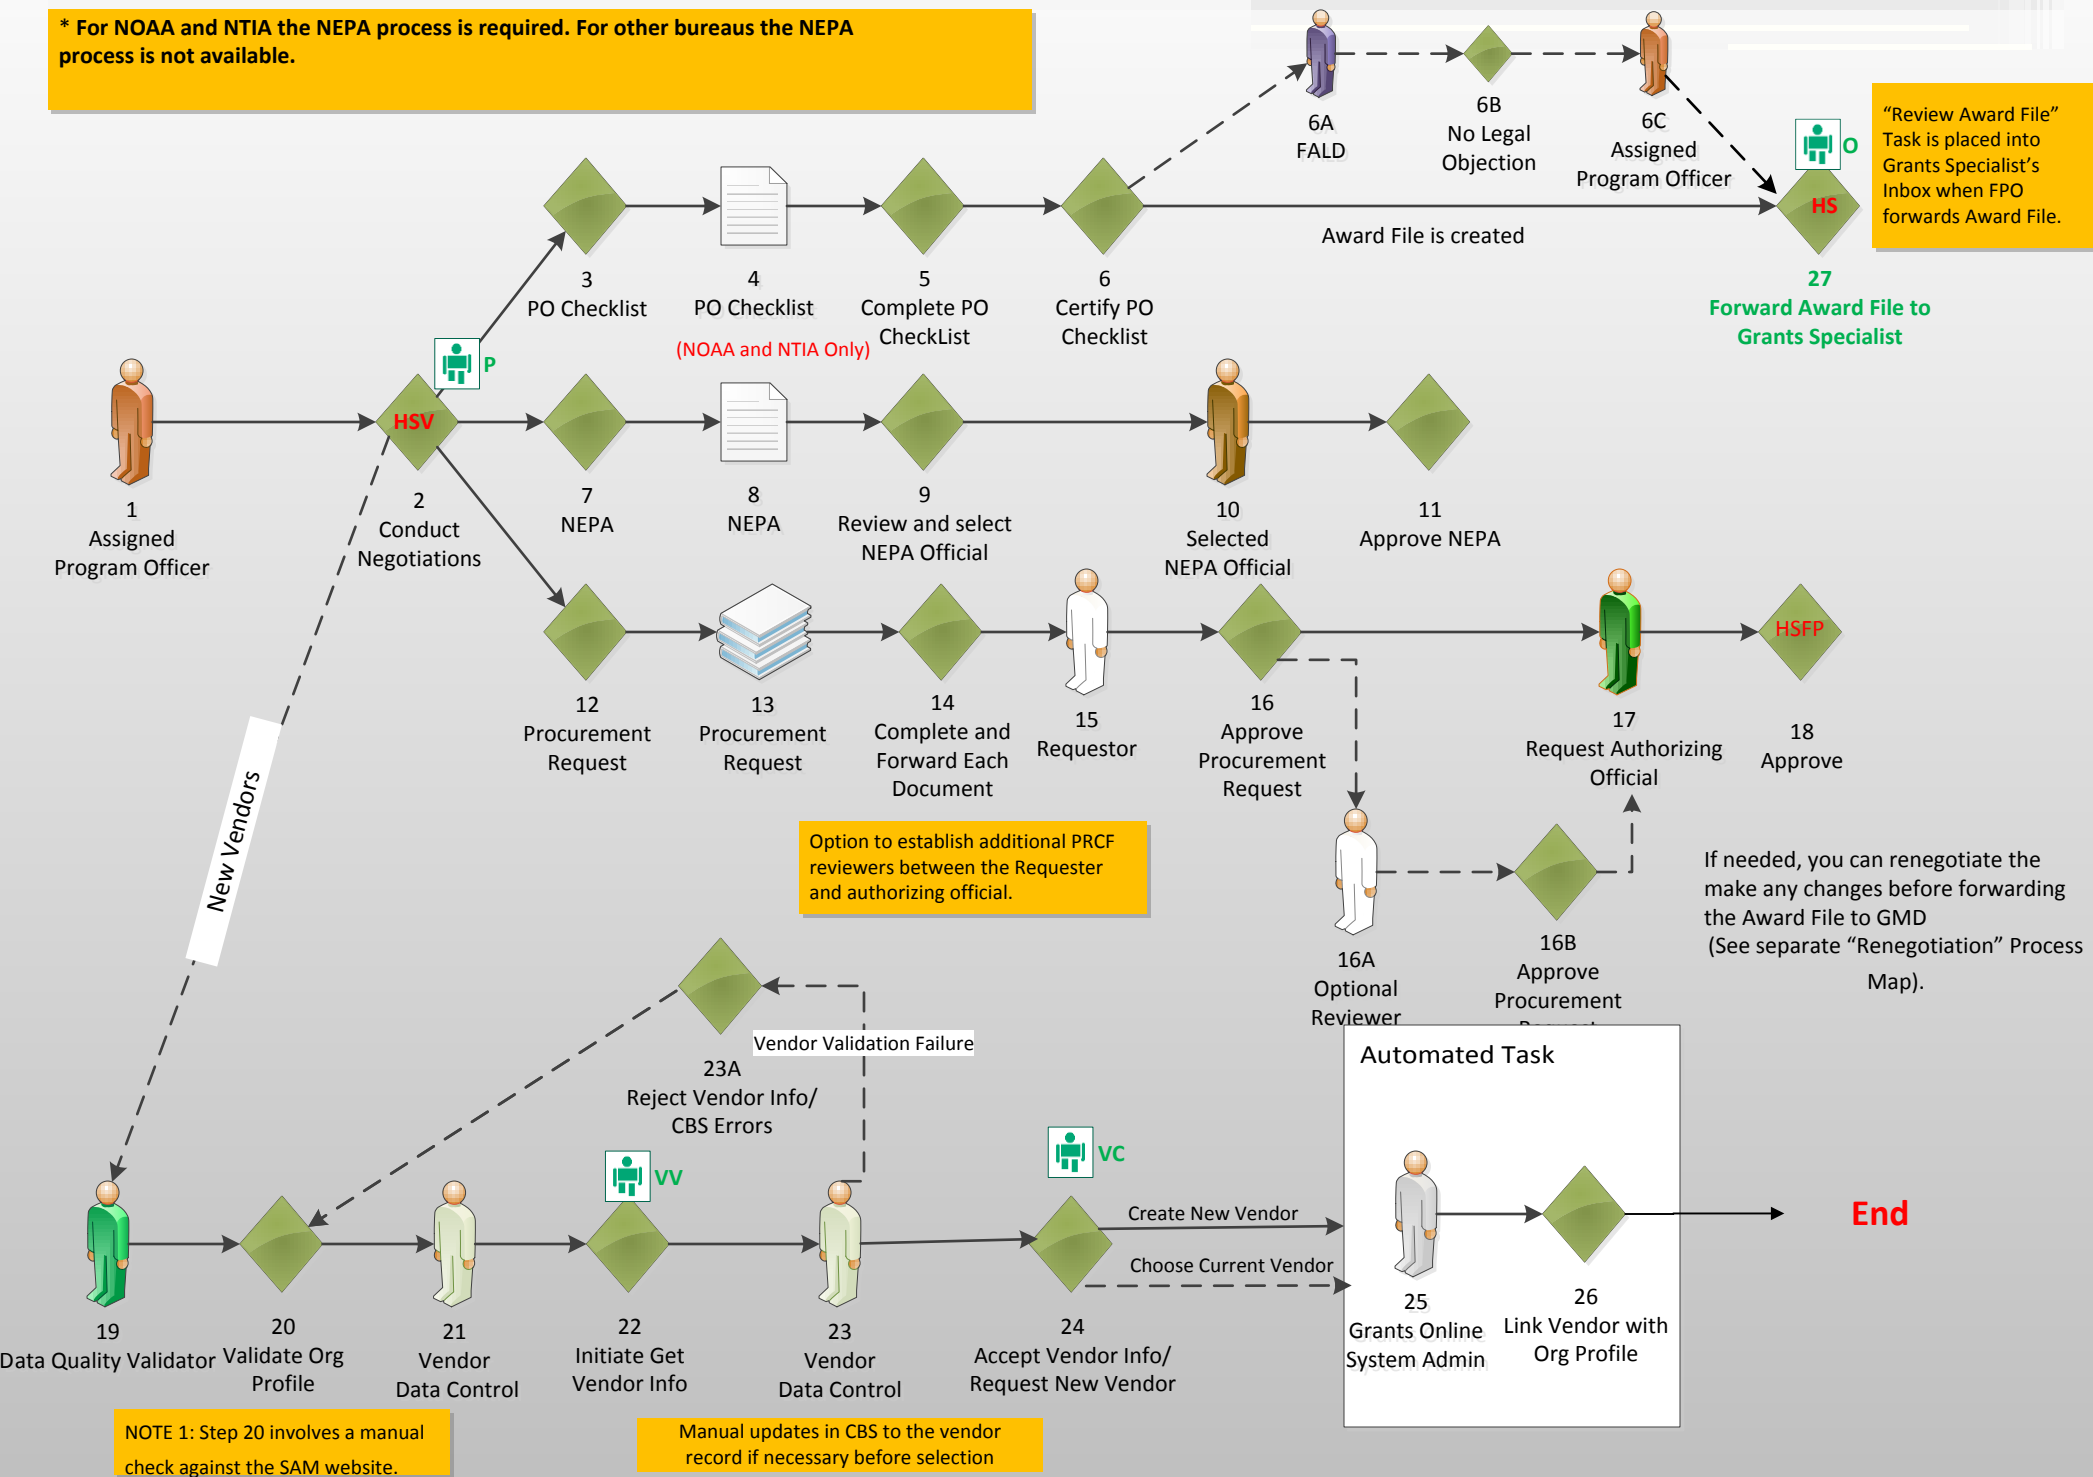 * For NOAA and NTIA the NEPA process is required. For other bureaus the NEPA
process is not available.
6A
FALD
6B
No Legal
Objection
6C
Assigned
Program Officer
O
HS
"Review Award File"
Task is placed into
Grants Specialist's
Inbox when FPO
forwards Award File.
Award File is created
3
PO Checklist
4
PO Checklist
(NOAA and NTIA Only)
5
Complete PO
CheckList
6
Certify PO
Checklist
27
Forward Award File to
Grants Specialist
P
HSV
1
Assigned
Program Officer
2
Conduct
Negotiations
7
NEPA
8
NEPA
9
Review and select
NEPA Official
10
Selected
NEPA Official
11
Approve NEPA
HSFP
12
Procurement
Request
13
Procurement
Request
14
Complete and
Forward Each
Document
15
Requestor
16
Approve
Procurement
Request
17
Request Authorizing
Official
18
Approve
New Vendors
Option to establish additional PRCF
reviewers between the Requester
and authorizing official.
16A
Optional
Reviewer
16B
Approve
Procurement
If needed, you can renegotiate the
make any changes before forwarding
the Award File to GMD
(See separate "Renegotiation" Process
Map).
Vendor Validation Failure
23A
Reject Vendor Info/
CBS Errors
Automated Task
VV
VC
Create New Vendor
Choose Current Vendor
End
19
Data Quality Validator
20
Validate Org
Profile
21
Vendor
Data Control
22
Initiate Get
Vendor Info
23
Vendor
Data Control
24
Accept Vendor Info/
Request New Vendor
25
Grants Online
System Admin
26
Link Vendor with
Org Profile
NOTE 1: Step 20 involves a manual
check against the SAM website.
Manual updates in CBS to the vendor
record if necessary before selection